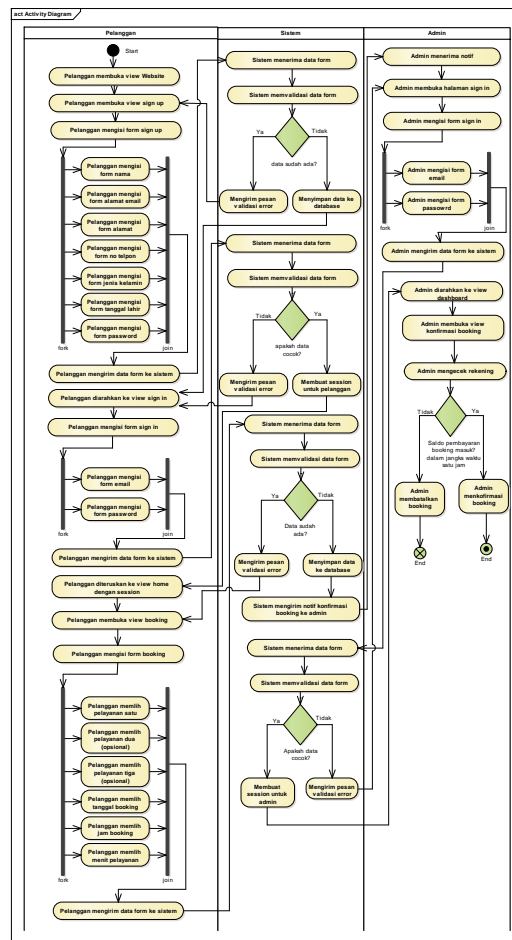 act Activity Diagram
Pelanggan
Start
Pelanggan membuka view Website
Pelanggan membuka view sign up
Pelanggan mengisi form sign up
Pelanggan mengisi
form nama
Pelanggan mengisi
form alamat email
Pelanggan mengisi
form alamat
Pelanggan mengisi
form no telpon
Pelanggan mengisi
form jenis kelamin
Pelanggan mengisi
form tanggal lahir
Pelanggan mengisi
form password
fork
join
Pelanggan mengirim data form ke sistem
Pelanggan diarahkan ke view sign in
Pelanggan mengisi form sign in
Pelanggan mengisi
form email
Pelanggan mengisi
form password
fork
join
Pelanggan mengirim data form ke sistem
Pelanggan diteruskan ke view home
dengan session
Pelanggan membuka view booking
Pelanggan mengisi form booking
Pelanggan memlih
pelayanan satu
Pelanggan memlih
pelayanan dua
(opsional)
Pelanggan memlih
pelayanan tiga
(opsional)
Pelanggan memlih
tanggal booking
Pelanggan memlih
jam booking
Pelanggan memlih
menit pelayanan
fork
join
Pelanggan mengirim data form ke sistem
Sistem
Sistem menerima data form
Sistem memvalidasi data form
Ya
Tidak
data sudah ada?
Mengirim pesan
validasi error
Menyimpan data ke
database
Sistem menerima data form
Sistem memvalidasi data form
Tidak
Ya
apakah data
cocok?
Mengirim pesan
validasi error
Membuat session
untuk pelanggan
Sistem menerima data form
Sistem memvalidasi data form
Ya
Tidak
Data sudah
ada?
Mengirim pesan
validasi error
Menyimpan data
ke database
Sistem mengirim notif konfirmasi
booking ke admin
Sistem menerima data form
Sistem memvalidasi data form
Ya
Tidak
Apakah data
cocok?
Membuat
session untuk
admin
Mengirim pesan
validasi error
Admin
Admin menerima notif
Admin membuka halaman sign in
Admin mengisi form sign in
Admin mengisi form
email
Admin mengisi form
passowrd
fork
join
Admin mengirim data form ke sistem
Admin diarahkan ke view
dashboard
Admin membuka view
konfirmasi booking
Admin mengecek rekening
Tidak
Ya
Saldo pembayaran
booking masuk?
dalam jangka waktu
satu jam
Admin
membatalkan
booking
Admin
menkofirmasi
booking
End
End